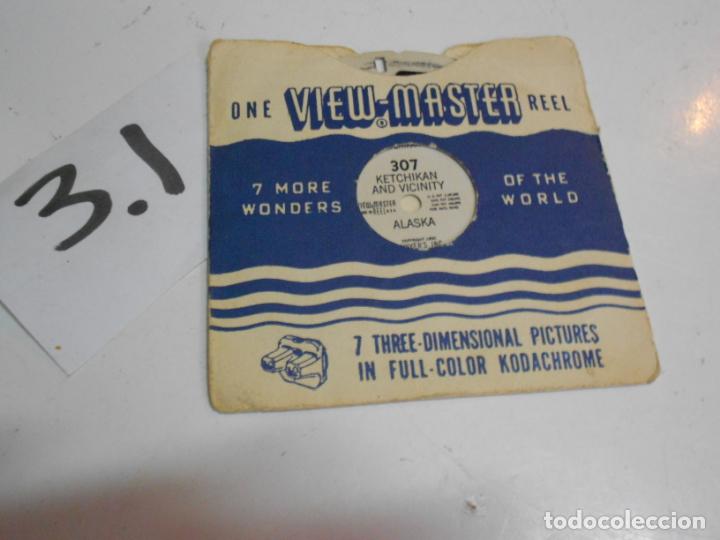 3.1
ONE VIEW-MASTER® REEL
7 MORE WONDERS
OF THE WORLD
307
KETCHIKAN
AND VICINITY
VIEW-MASTER
REEL
ALASKA
7 THREE-DIMENSIONAL PICTURES
IN FULL-COLOR KODACHROME
todocoleccion